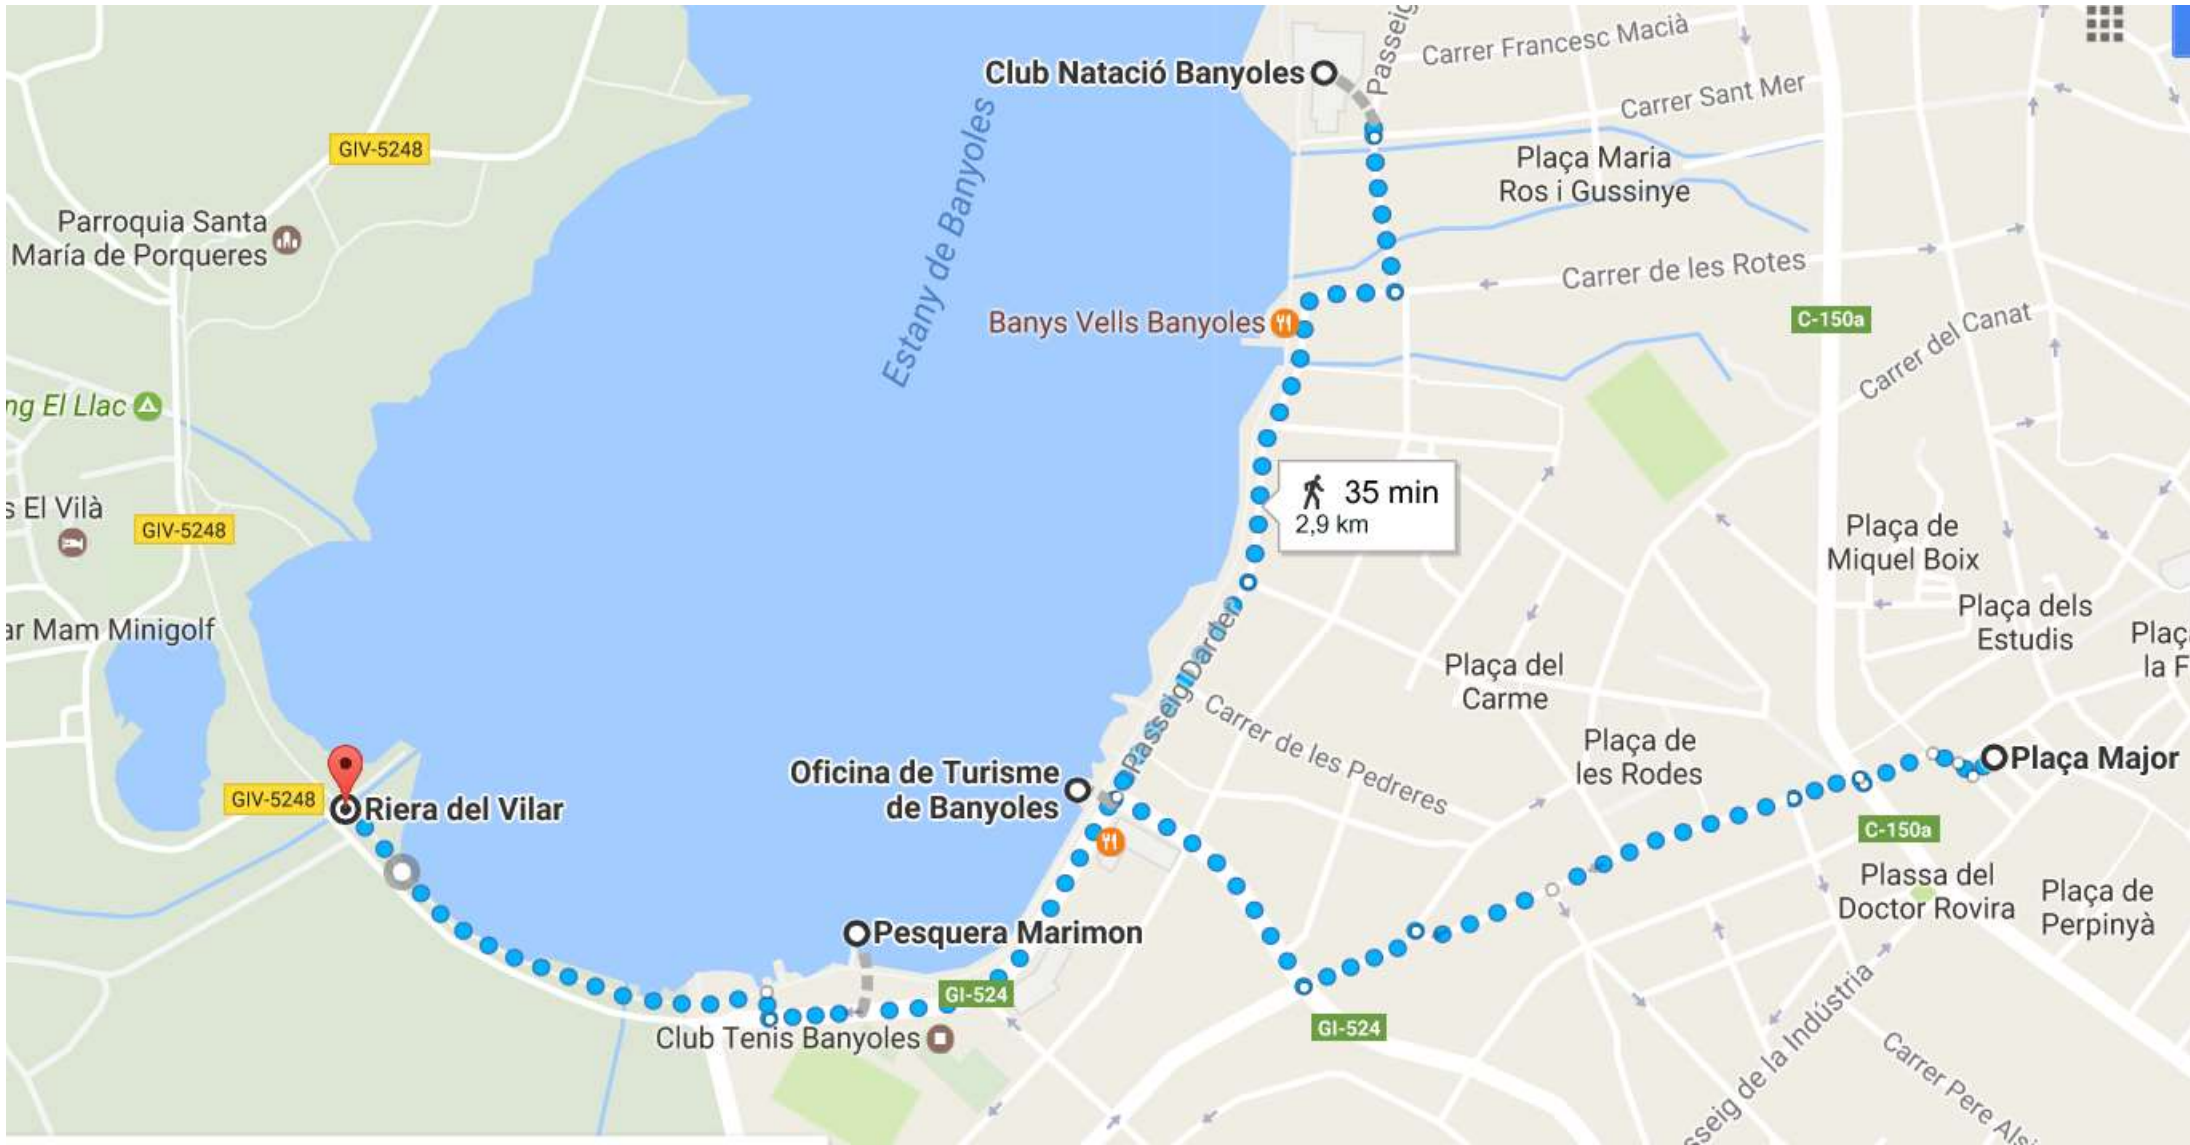 Passeig
Carrer Francesc Macià
Club Natació Banyoles
Carrer Sant Mer
GIV-5248
Estany de Banyoles
Plaça Maria
Ros i Gussinye
Parroquia Santa
María de Porqueres
Carrer de les Rotes
Banys Vells Banyoles
C-150a
Carrer del Canat
ng El Llac
35 min
2,9 km
s El Vilà
GIV-5248
Plaça de
Miquel Boix
Plaça dels
Estudis
ar Mam Minigolf
Plaça
la F
Passeig Darder
Plaça del
Carme
Carrer de les Pedreres
Plaça de
les Rodes
Plaça Major
Oficina de Turisme
de Banyoles
GIV-5248
Riera del Vilar
C-150a
Plassa del
Doctor Rovira
Plaça de
Perpinyà
Pesquera Marimon
GI-524
Club Tenis Banyoles
GI-524
sseig de la Indústria
Carrer Pere Alsi